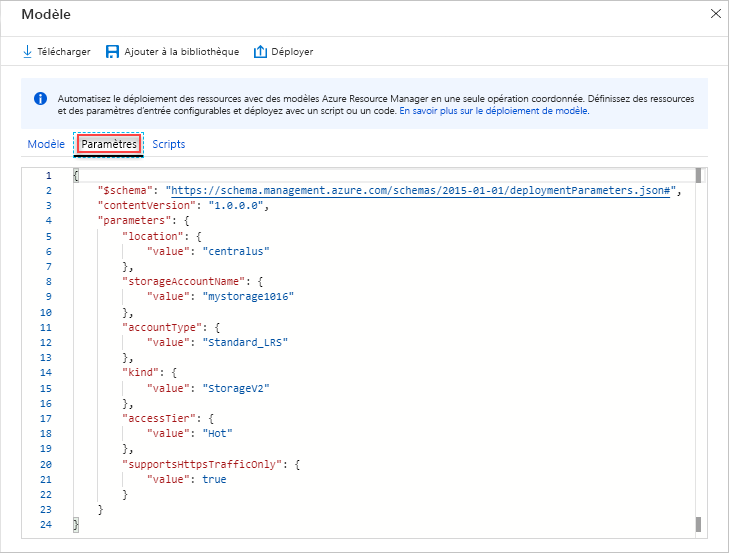 Modèle
Télécharger Ajouter à la bibliothèque Déployer
Automatisez le déploiement des ressources avec des modèles Azure Resource Manager en une seule opération coordonnée. Définissez des ressources
et des paramètres d'entrée configurables et déployez avec un script ou un code. En savoir plus sur le déploiement de modèle.
Modèle Paramètres Scripts
1 {
2 "$schema": "https://schema.management.azure.com/schemas/2015-01-01/deploymentParameters.json#",
3 "contentVersion": "1.0.0.0",
4 "parameters": {
5 "location": {
6 "value": "centralus"
7 },
8 "storageAccountName": {
9 "value": "mystorage1016"
10 },
11 "accountType": {
12 "value": "Standard_LRS"
13 },
14 "kind": {
15 "value": "StorageV2"
16 },
17 "accessTier": {
18 "value": "Hot"
19 },
20 "supportsHttpsTrafficOnly": {
21 "value": true
22 }
23 }
24 }